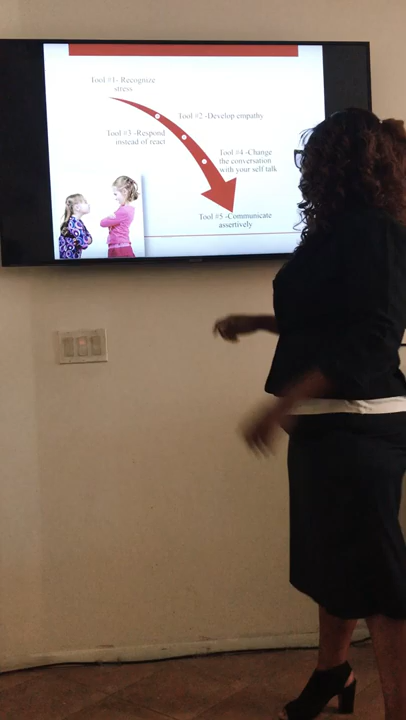 Tool #1- Recognize
stress
Tool #2 -Develop empathy
Tool #3 -Respond
instead of react
Tool #4 -Change
the conversation
with your self talk
Tool #5 -Communicate
assertively